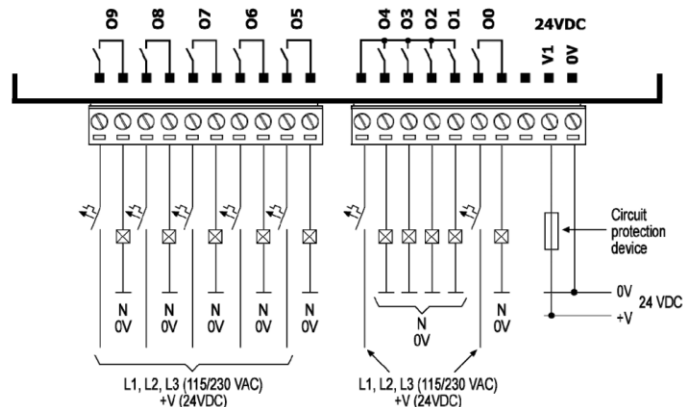 O9 O8 O7 O6 O5 O4 O3 O2 O1 O0 24VDC
V1 0V
Circuit
protection
device
0V
24 VDC
+V
N N N N N N N
0V 0V 0V 0V 0V 0V 0V
L1, L2, L3 (115/230 VAC)
+V (24VDC)
L1, L2, L3 (115/230 VAC)
+V (24VDC)